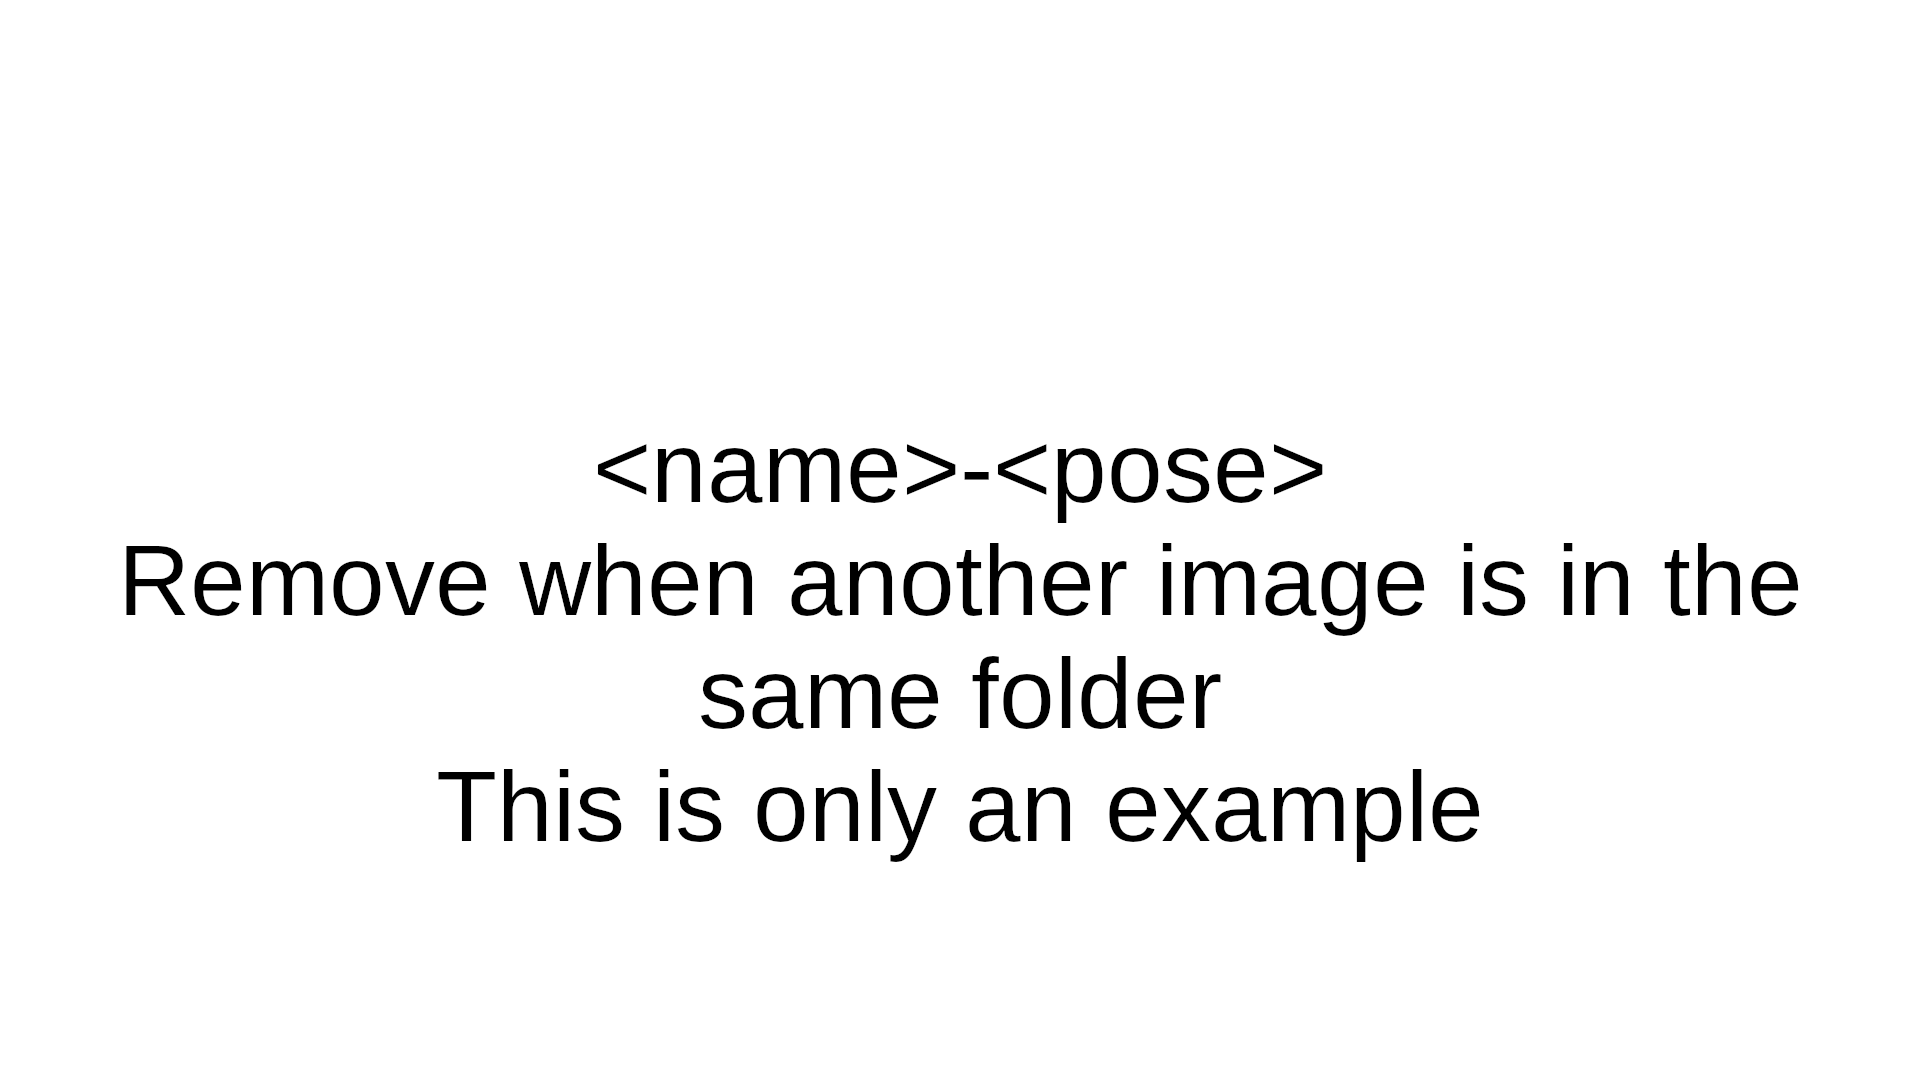 <name>-<pose>
Remove when another image is in the
same folder
This is only an example